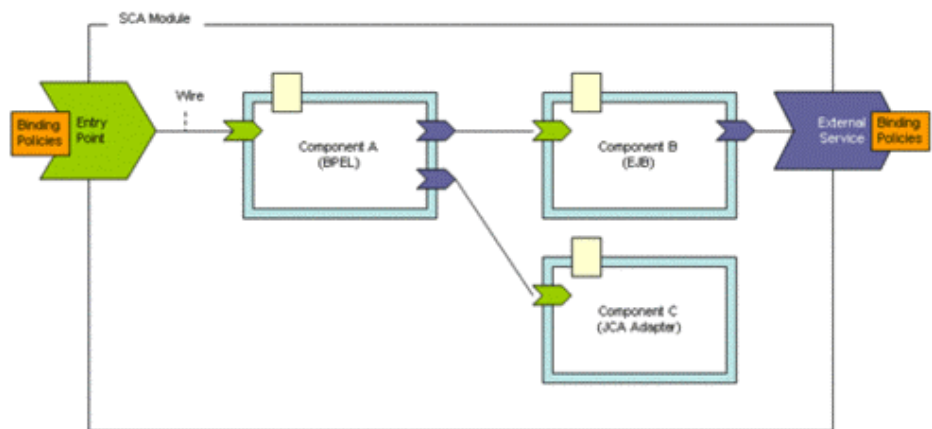 SCA Module
Wire
Binding
Policies
Entry
Point
Component A
(BPEL)
Component B
(EJB)
External
Service
Binding
Policies
Component C
(JCA Adapter)